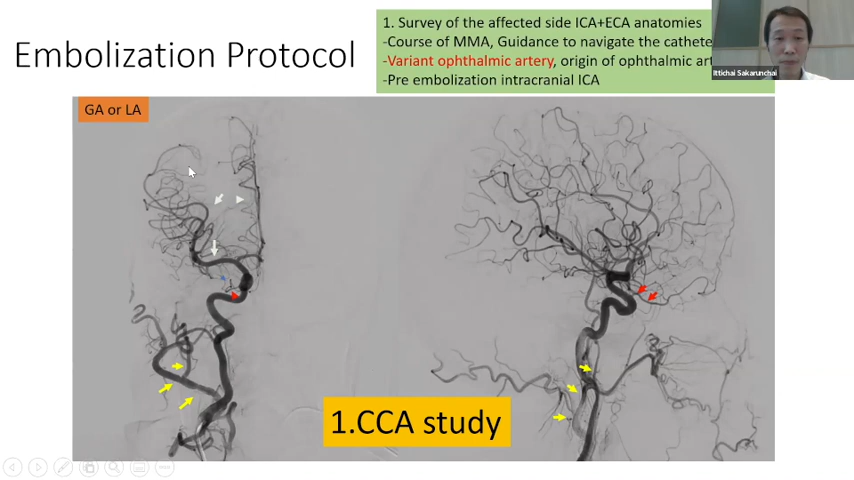 Embolization Protocol
1. Survey of the affected side ICA+ECA anatomies
-Course of MMA, Guidance to navigate the cathete
-Variant ophthalmic artery, origin of ophthalmic art
-Pre embolization intracranial ICA
Ittichai Sakarunchai
GA or LA
1.CCA study